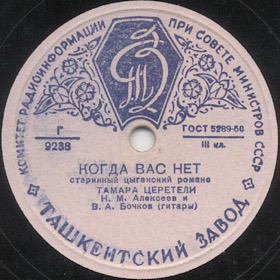 КОМИТЕТ РАДИОИНФОРМАЦИИ ПРИ СОВЕТЕ МИНИСТРОВ СССР
Г
9238
ГОСТ 5289-50
III кл.
КОГДА ВАС НЕТ
старинный цыганский романс
ТАМАРА ЦЕРЕТЕЛИ
Н. М. Алексеев и
В. А. Бочков (гитары)
ТАШКЕНТСКИЙ ЗАВОД